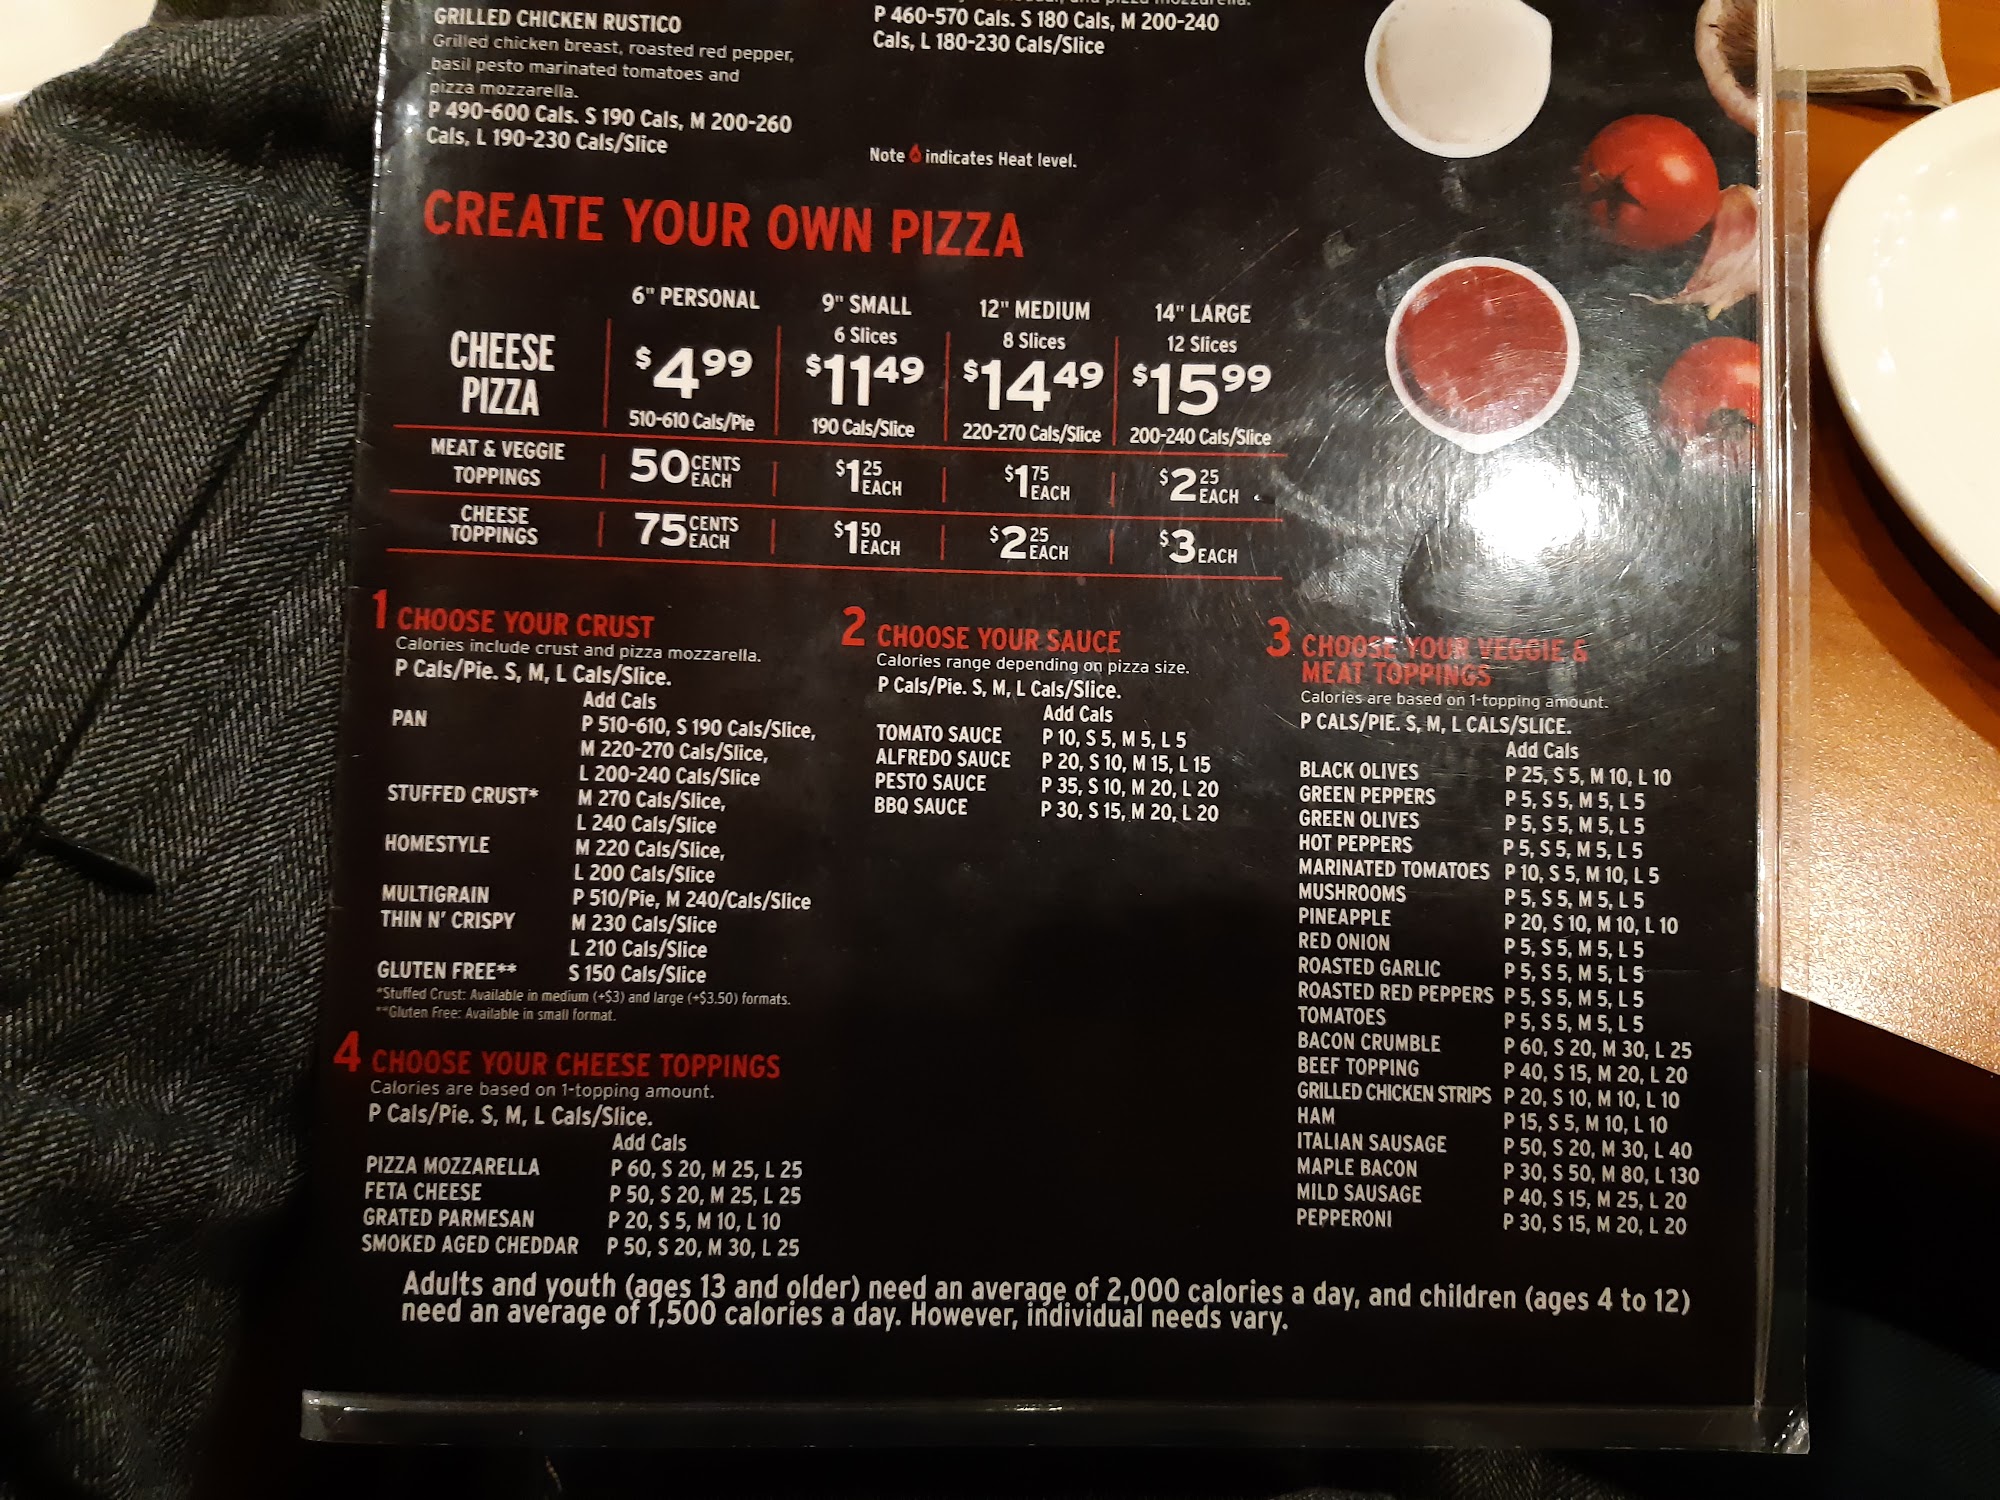 GRILLED CHICKEN RUSTICO
Grilled chicken breast, roasted red pepper,
basil pesto marinated tomatoes and
pizza mozzarella.
P 490-600 Cals. S 190 Cals, M 200-260
Cals, L 190-230 Cals/Slice
and pizza mozzarella.
P 460-570 Cals. S 180 Cals, M 200-240
Cals, L 180-230 Cals/Slice
Note indicates Heat level.
CREATE YOUR OWN PIZZA
6" PERSONAL 9" SMALL 12" MEDIUM 14" LARGE
6 Slices 8 Slices 12 Slices
CHEESE
PIZZA
$4.99 $11.49 $14.49 $15.99
510-610 Cals/Pie 190 Cals/Slice 220-270 Cals/Slice 200-240 Cals/Slice
MEAT & VEGGIE
TOPPINGS
50 CENTS EACH $1.25 EACH $1.75 EACH $2.25 EACH
CHEESE
TOPPINGS
75 CENTS EACH $1.50 EACH $2.25 EACH $3 EACH
1 CHOOSE YOUR CRUST
Calories include crust and pizza mozzarella.
P Cals/Pie. S, M, L Cals/Slice.
Add Cals
PAN P 510-610, S 190 Cals/Slice,
M 220-270 Cals/Slice,
L 200-240 Cals/Slice
STUFFED CRUST* M 270 Cals/Slice,
L 240 Cals/Slice
HOMESTYLE M 220 Cals/Slice,
L 200 Cals/Slice
MULTIGRAIN P 510/Pie, M 240/Cals/Slice
THIN N' CRISPY M 230 Cals/Slice
L 210 Cals/Slice
GLUTEN FREE** S 150 Cals/Slice
*Stuffed Crust: Available in medium (+$3) and large (+$3.50) formats.
**Gluten Free: Available in small format.
2 CHOOSE YOUR SAUCE
Calories range depending on pizza size.
P Cals/Pie. S, M, L Cals/Slice.
Add Cals
TOMATO SAUCE P 10, S 5, M 5, L 5
ALFREDO SAUCE P 20, S 10, M 15, L 15
PESTO SAUCE P 35, S 10, M 20, L 20
BBQ SAUCE P 30, S 15, M 20, L 20
3 CHOOSE YOUR VEGGIE &
MEAT TOPPINGS
Calories are based on 1-topping amount.
P CALS/PIE. S, M, L CALS/SLICE.
Add Cals
BLACK OLIVES P 25, S 5, M 10, L 10
GREEN PEPPERS P 5, S 5, M 5, L 5
GREEN OLIVES P 5, S 5, M 5, L 5
HOT PEPPERS P 5, S 5, M 5, L 5
MARINATED TOMATOES P 10, S 5, M 10, L 5
MUSHROOMS P 5, S 5, M 5, L 5
PINEAPPLE P 20, S 10, M 10, L 10
RED ONION P 5, S 5, M 5, L 5
ROASTED GARLIC P 5, S 5, M 5, L 5
ROASTED RED PEPPERS P 5, S 5, M 5, L 5
TOMATOES P 5, S 5, M 5, L 5
BACON CRUMBLE P 60, S 20, M 30, L 25
BEEF TOPPING P 40, S 15, M 20, L 20
GRILLED CHICKEN STRIPS P 20, S 10, M 10, L 10
HAM P 15, S 5, M 10, L 10
ITALIAN SAUSAGE P 50, S 20, M 30, L 40
MAPLE BACON P 30, S 50, M 80, L 130
MILD SAUSAGE P 40, S 15, M 25, L 20
PEPPERONI P 30, S 15, M 20, L 20
4 CHOOSE YOUR CHEESE TOPPINGS
Calories are based on 1-topping amount.
P Cals/Pie. S, M, L Cals/Slice.
Add Cals
PIZZA MOZZARELLA P 60, S 20, M 25, L 25
FETA CHEESE P 50, S 20, M 25, L 25
GRATED PARMESAN P 20, S 5, M 10, L 10
SMOKED AGED CHEDDAR P 50, S 20, M 30, L 25
Adults and youth (ages 13 and older) need an average of 2,000 calories a day, and children (ages 4 to 12)
need an average of 1,500 calories a day. However, individual needs vary.